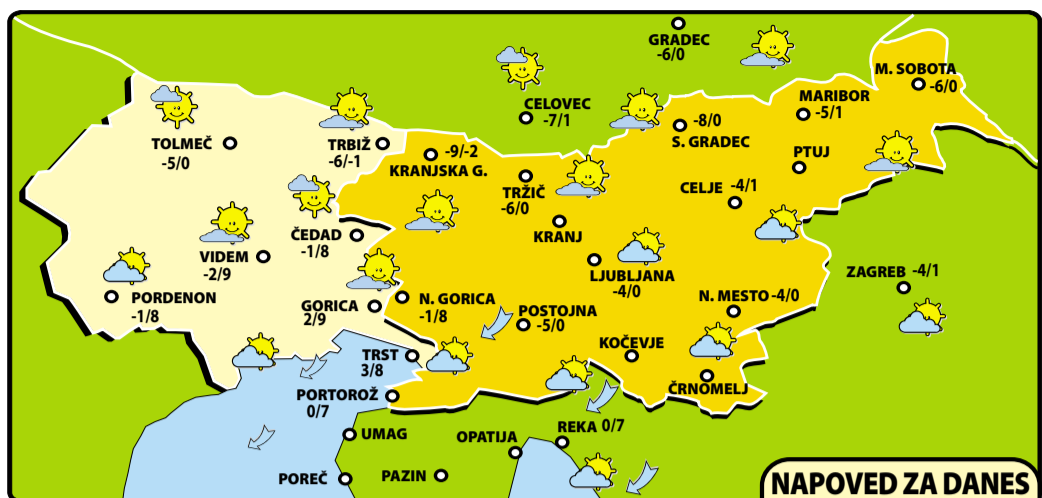 GRADEC
-6/0
M. SOBOTA
-6/0
CELOVEC
-7/1
MARIBOR
-5/1
-8/0
S. GRADEC
TOLMEČ
-5/0
TRBIŽ
-6/-1
-9/-2
KRANJSKA G.
PTUJ
TRŽIČ
-6/0
CELJE -4/1
KRANJ
ČEDAD
-1/8
VIDEM
-2/9
LJUBLJANA
-4/0
ZAGREB -4/1
PORDENON
-1/8
GORICA
2/9
N. GORICA
-1/8
N. MESTO -4/0
POSTOJNA
-5/0
KOČEVJE
TRST
3/8
ČRNOMELJ
PORTOROŽ
0/7
UMAG
OPATIJA
REKA 0/7
POREČ
PAZIN
NAPOVED ZA DANES